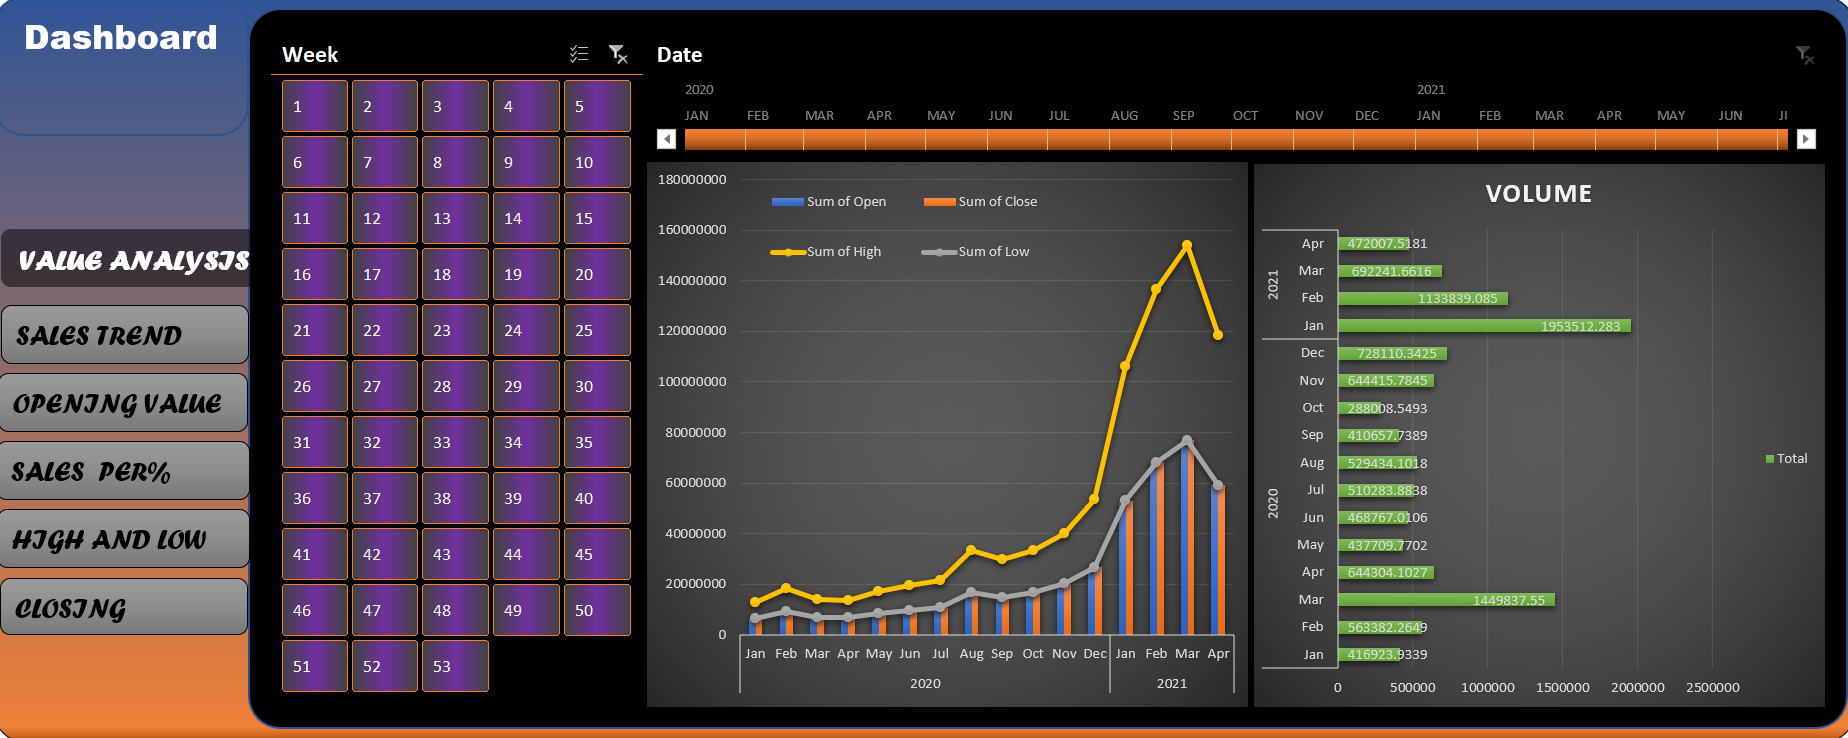 Dashboard
VALUE ANALYSIS
SALES TREND
OPENING VALUE
SALES PER%
HIGH AND LOW
CLOSING
Week
1 2 3 4 5
6 7 8 9 10
11 12 13 14 15
16 17 18 19 20
21 22 23 24 25
26 27 28 29 30
31 32 33 34 35
36 37 38 39 40
41 42 43 44 45
46 47 48 49 50
51 52 53
Date
2020 2021
JAN FEB MAR APR MAY JUN JUL AUG SEP OCT NOV DEC JAN FEB MAR APR MAY JUN
Sum of Open Sum of Close
Sum of High Sum of Low
180000000
160000000
140000000
120000000
100000000
80000000
60000000
40000000
20000000
0
Jan Feb Mar Apr May Jun Jul Aug Sep Oct Nov Dec Jan Feb Mar Apr
2020 2021
VOLUME
2021
Apr 472007.5181
Mar 692241.6616
Feb 1133839.085
Jan 1953512.283
2020
Dec 728110.3425
Nov 644415.7845
Oct 288008.5493
Sep 410657.7389
Aug 529434.1018
Jul 510283.8838
Jun 468767.0106
May 437709.7702
Apr 644304.1027
Mar 1449837.55
Feb 563382.2649
Jan 416923.9339
0 500000 1000000 1500000 2000000 2500000
Total